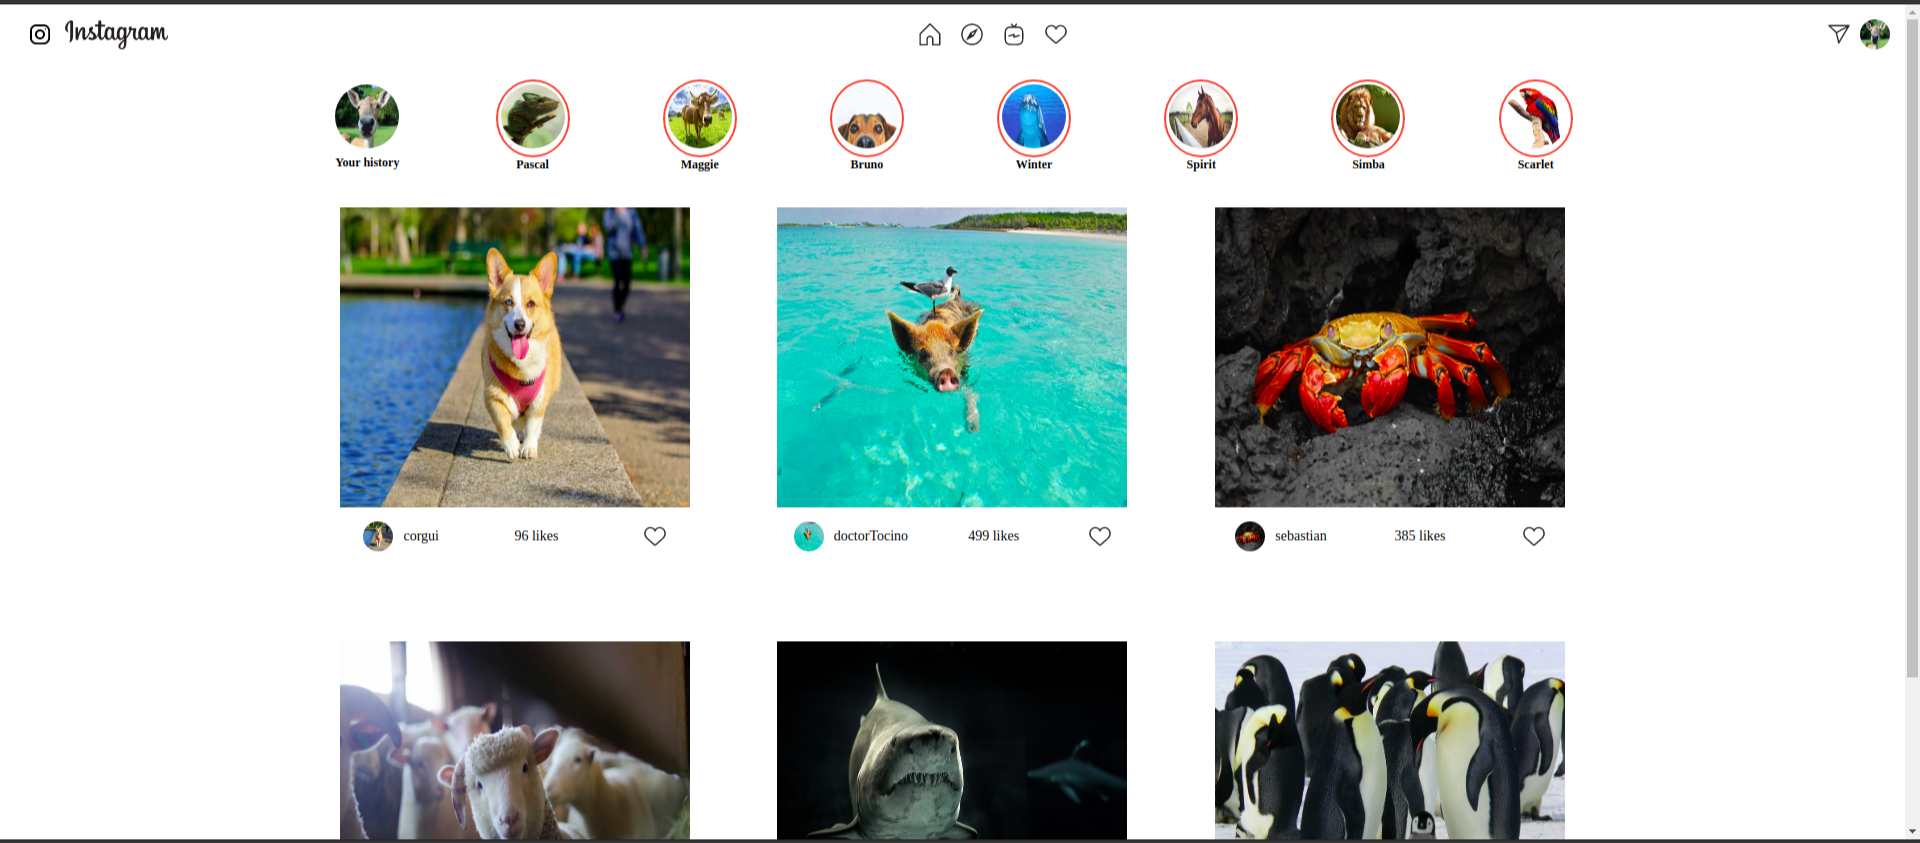 Instagram
Your history
Pascal
Maggie
Bruno
Winter
Spirit
Simba
Scarlet
corgui 96 likes
doctorTocino 499 likes
sebastian 385 likes